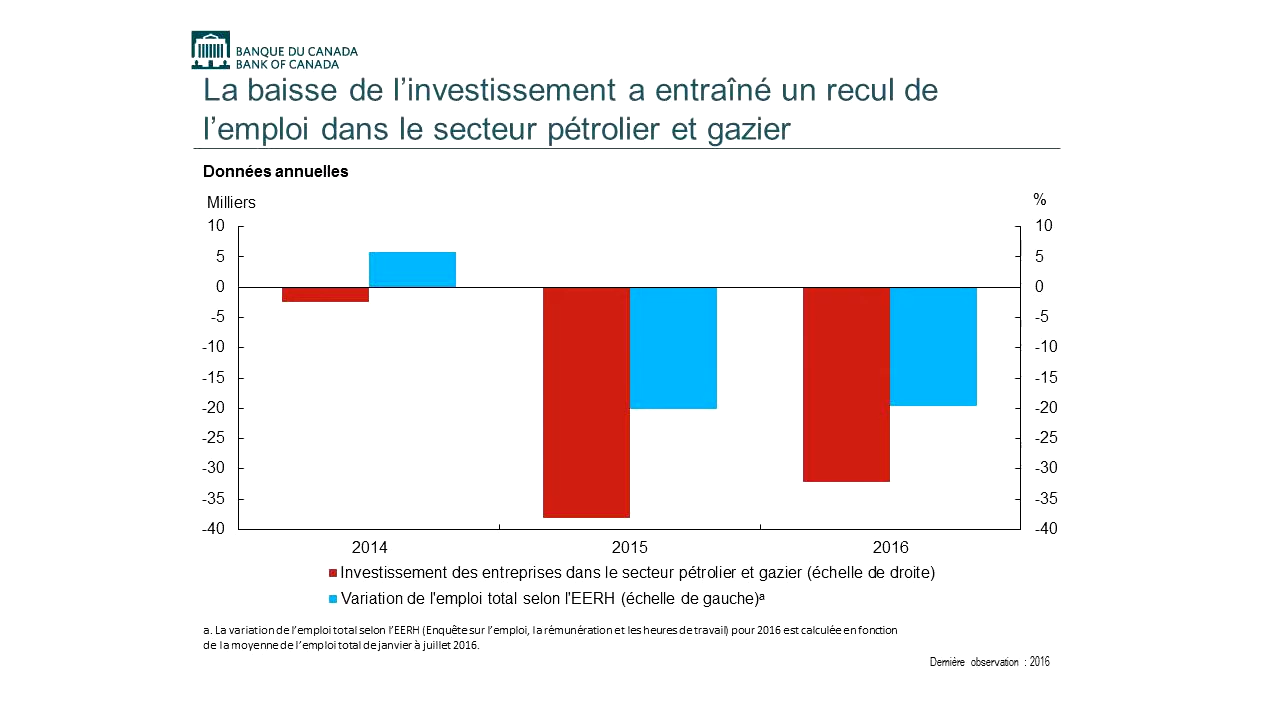 BANQUE DU CANADA
BANK OF CANADA
La baisse de l’investissement a entraîné un recul de
l’emploi dans le secteur pétrolier et gazier
Données annuelles
Milliers %
10 10
5 5
0 0
-5 -5
-10 -10
-15 -15
-20 -20
-25 -25
-30 -30
-35 -35
-40 -40
2014 2015 2016
Investissement des entreprises dans le secteur pétrolier et gazier (échelle de droite)
Variation de l'emploi total selon l'EERH (échelle de gauche)ᵃ
a. La variation de l’emploi total selon l’EERH (Enquête sur l’emploi, la rémunération et les heures de travail) pour 2016 est calculée en fonction
de la moyenne de l’emploi total de janvier à juillet 2016.
Dernière observation : 2016